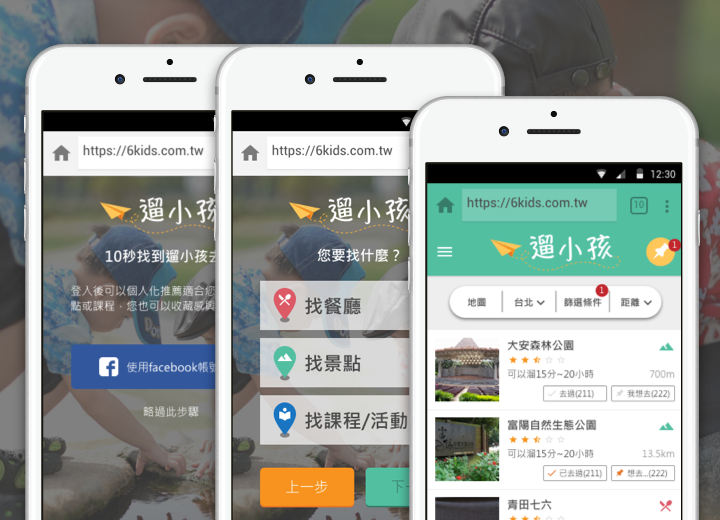 https://6kids.com.tw
遛小孩
10秒找到遛小孩去
登入後可以個人化推薦適合您
點或課程，您也可以收藏感興
使用facebook帳號
略過此步驟
https://6kids.com.tw
遛小孩
您要找什麼？
找餐廳
找景點
找課程/活動
上一步
下一
12:30
https://6kids.com.tw
10
遛小孩
1
1
地圖 台北 篩選條件 距離
大安森林公園
可以溜15分~20小時 700m
去過(211) 我想去(222)
富陽自然生態公園
可以溜15分~20小時 13.5km
已去過(211) 想去...(222)
青田七六